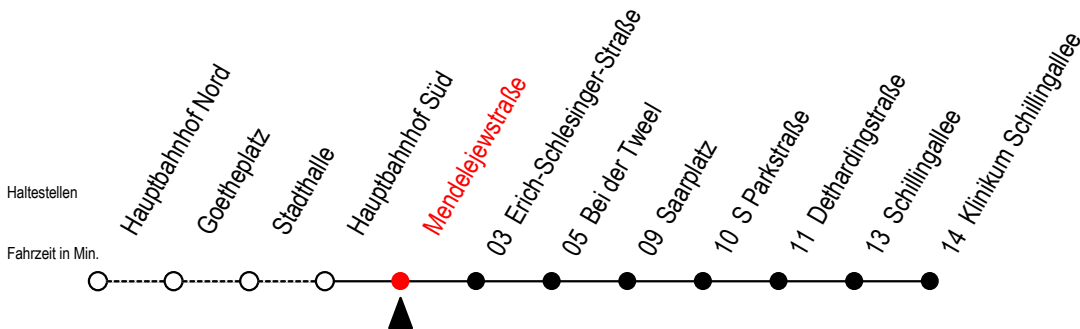 Haltestellen
Fahrzeit in Min.
Hauptbahnhof Nord
Goetheplatz
Stadthalle
Hauptbahnhof Süd
Mendelejewstraße
03 Erich-Schlesinger-Straße
05 Bei der Tweel
09 Saarplatz
10 S Parkstraße
11 Dethardingstraße
13 Schillingallee
14 Klinikum Schillingallee